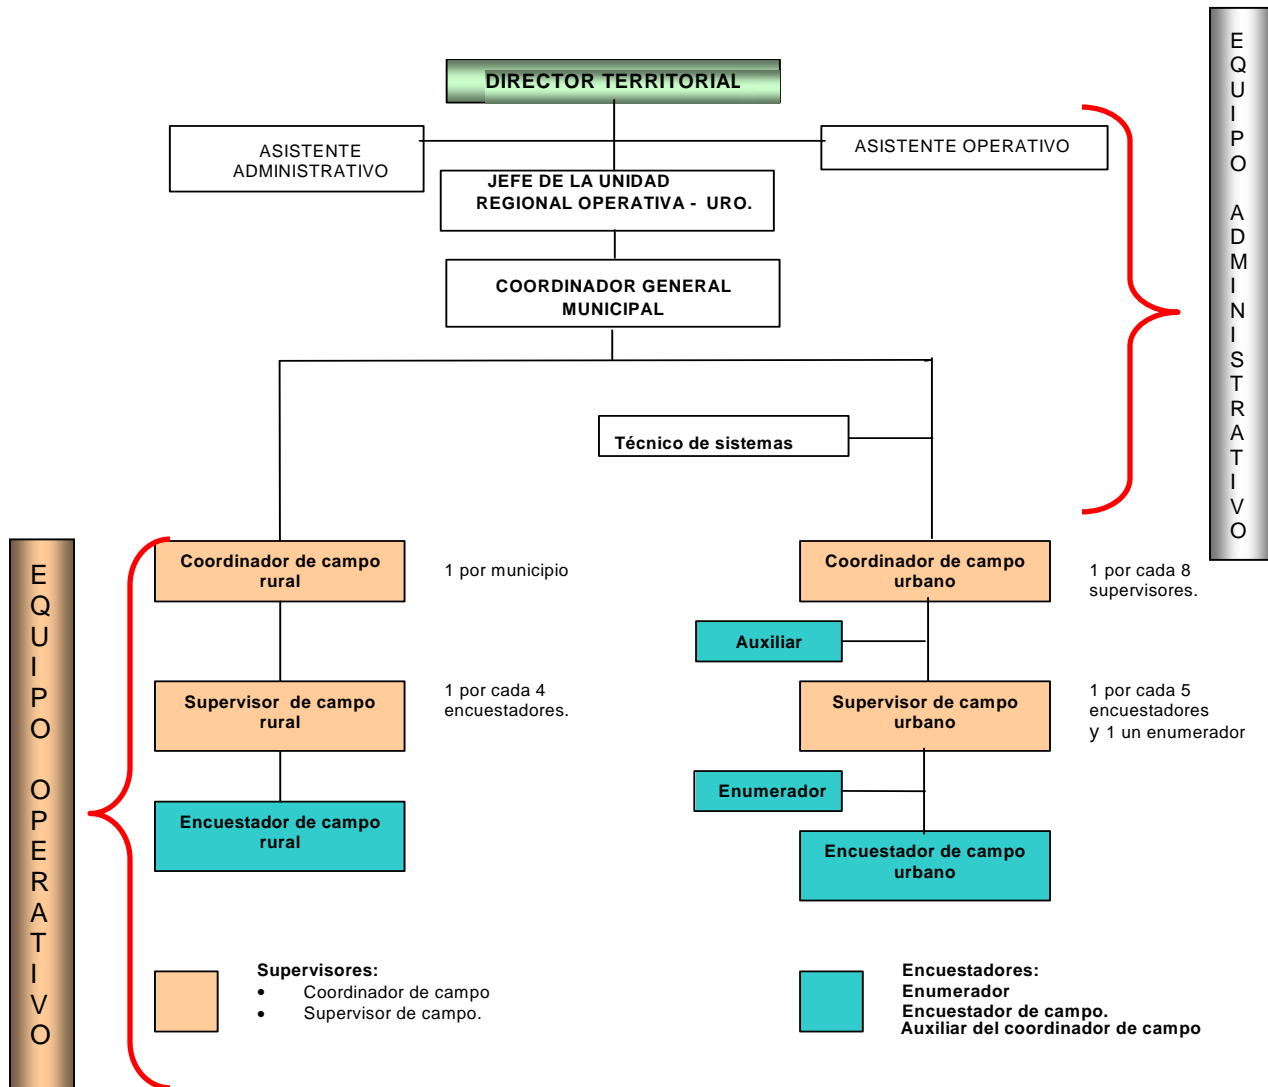 DIRECTOR TERRITORIAL
ASISTENTE
ADMINISTRATIVO
ASISTENTE OPERATIVO
JEFE DE LA UNIDAD
REGIONAL OPERATIVA - URO.
COORDINADOR GENERAL
MUNICIPAL
Técnico de sistemas
EQUIPO ADMINISTRATIVO
EQUIPO OPERATIVO
Coordinador de campo
rural
1 por municipio
Coordinador de campo
urbano
1 por cada 8
supervisores.
Auxiliar
Supervisor de campo
rural
1 por cada 4
encuestadores.
Supervisor de campo
urbano
1 por cada 5
encuestadores
y 1 un enumerador
Enumerador
Encuestador de campo
rural
Encuestador de campo
urbano
Supervisores:
• Coordinador de campo
• Supervisor de campo.
Encuestadores:
Enumerador
Encuestador de campo.
Auxiliar del coordinador de campo